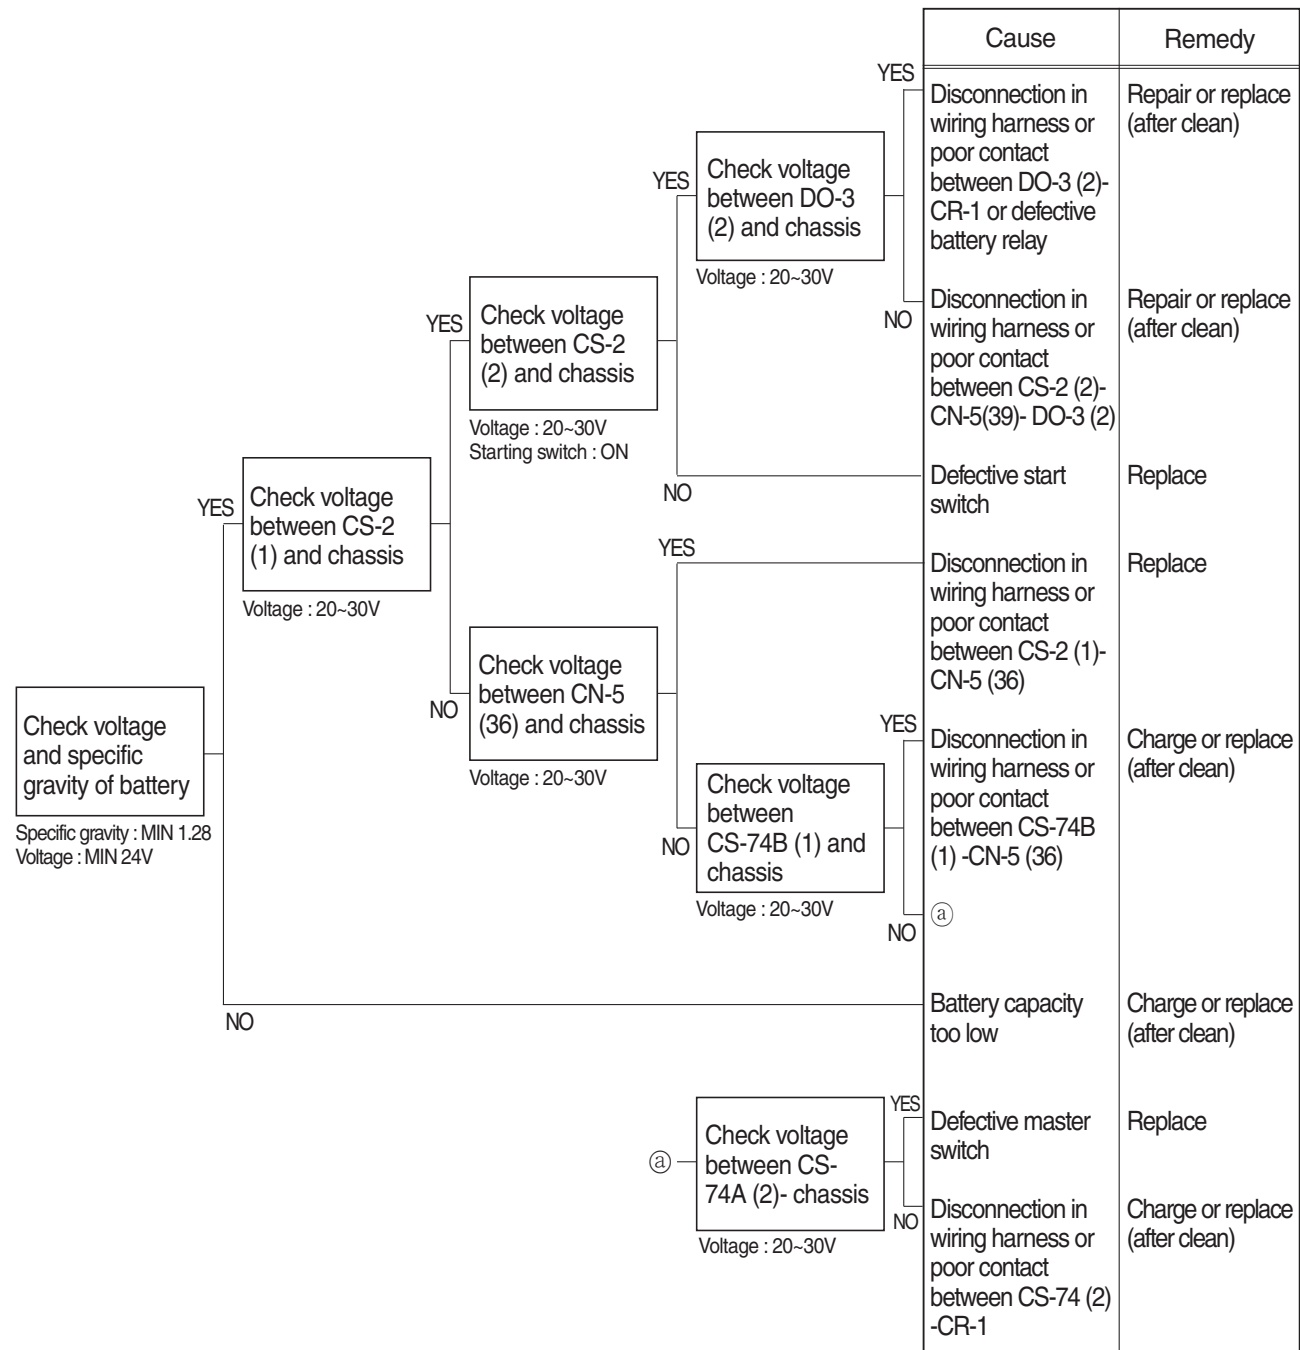 Cause
Remedy
YES
Disconnection in
wiring harness or
poor contact
between DO-3 (2)-
CR-1 or defective
battery relay
Repair or replace
(after clean)
YES
Check voltage
between DO-3
(2) and chassis
Voltage : 20~30V
NO
Disconnection in
wiring harness or
poor contact
between CS-2 (2)-
CN-5(39)- DO-3 (2)
Repair or replace
(after clean)
YES
Check voltage
between CS-2
(2) and chassis
Voltage : 20~30V
Starting switch : ON
NO
Defective start
switch
Replace
YES
Check voltage
between CS-2
(1) and chassis
Voltage : 20~30V
YES
Disconnection in
wiring harness or
poor contact
between CS-2 (1)-
CN-5 (36)
Replace
NO
Check voltage
between CN-5
(36) and chassis
Voltage : 20~30V
Check voltage
and specific
gravity of battery
Specific gravity : MIN 1.28
Voltage : MIN 24V
YES
Disconnection in
wiring harness or
poor contact
between CS-74B
(1) -CN-5 (36)
Charge or replace
(after clean)
NO
Check voltage
between
CS-74B (1) and
chassis
Voltage : 20~30V
NO
ⓐ
NO
Battery capacity
too low
Charge or replace
(after clean)
ⓐ
Check voltage
between CS-
74A (2)- chassis
Voltage : 20~30V
YES
Defective master
switch
Replace
NO
Disconnection in
wiring harness or
poor contact
between CS-74 (2)
-CR-1
Charge or replace
(after clean)